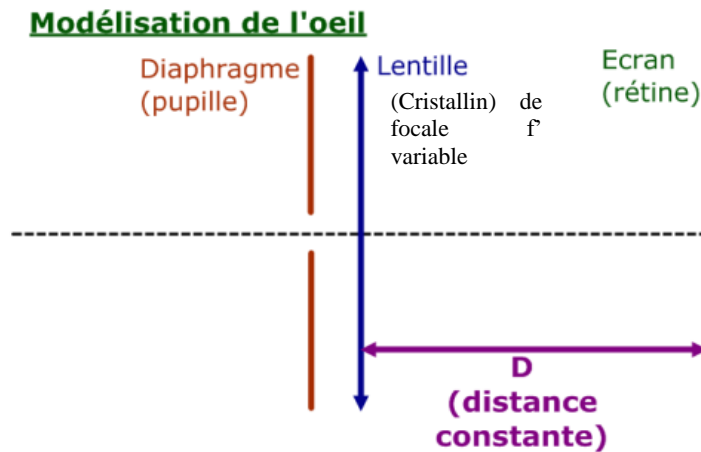 Modélisation de l'oeil
Diaphragme
(pupille)
Lentille
(Cristallin) de
focale f'
variable
Ecran
(rétine)
D
(distance
constante)